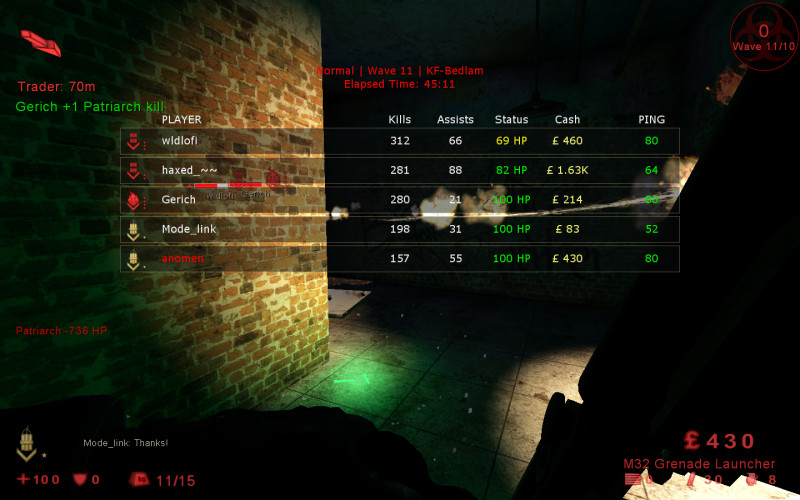 0
Wave 11/10
Normal | Wave 11 | KF-Bedlam
Elapsed Time: 45:11
Trader: 70m
Gerich +1 Patriarch kill
PLAYER Kills Assists Status Cash PING
wldlofi 312 66 69 HP £ 460 80
haxed_~~ 281 88 82 HP £ 1.63K 64
Gerich 280 21 100 HP £ 214
Mode_link 198 31 100 HP £ 83 52
anomen 157 55 100 HP £ 430 80
Patriarch -736 HP
Mode_link: Thanks!
£430
M32 Grenade Launcher
100 0 11/15 0 30 8